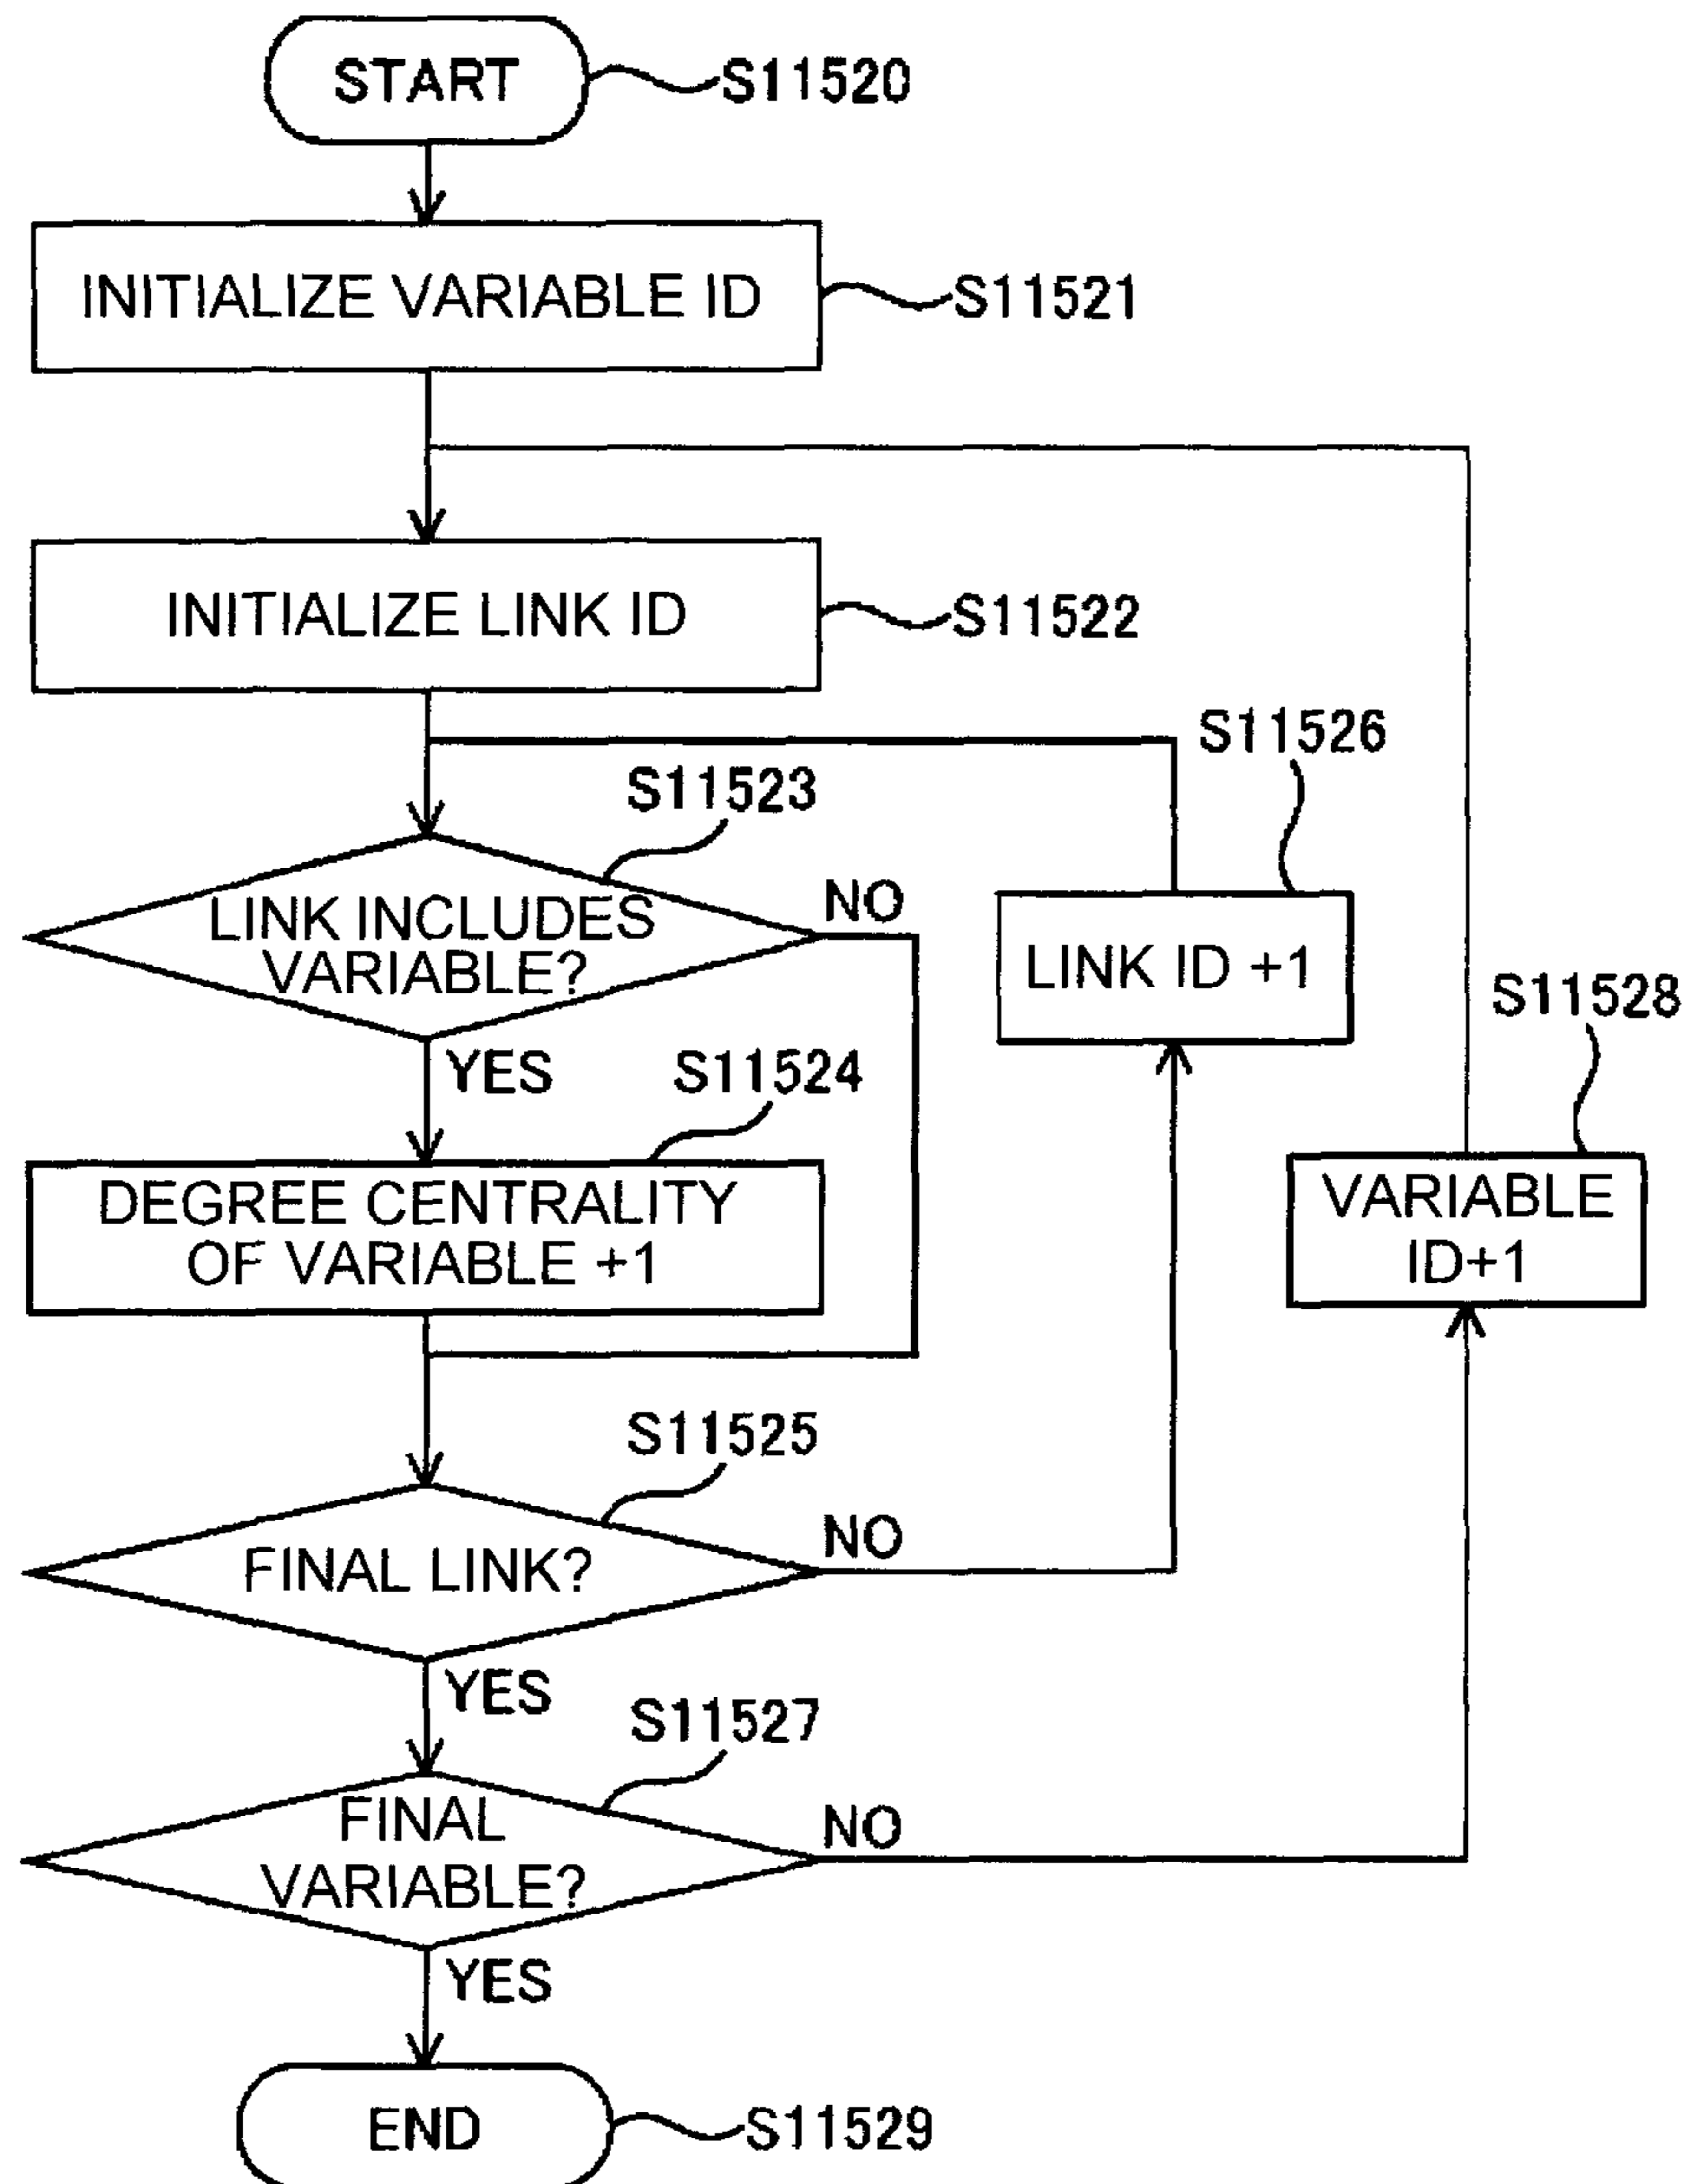 START
S11520
INITIALIZE VARIABLE ID
S11521
INITIALIZE LINK ID
S11522
S11526
S11523
LINK INCLUDES
VARIABLE?
NO
LINK ID +1
S11528
YES
S11524
DEGREE CENTRALITY
OF VARIABLE +1
VARIABLE
ID+1
S11525
FINAL LINK?
NO
YES
S11527
FINAL
VARIABLE?
NO
YES
END
S11529